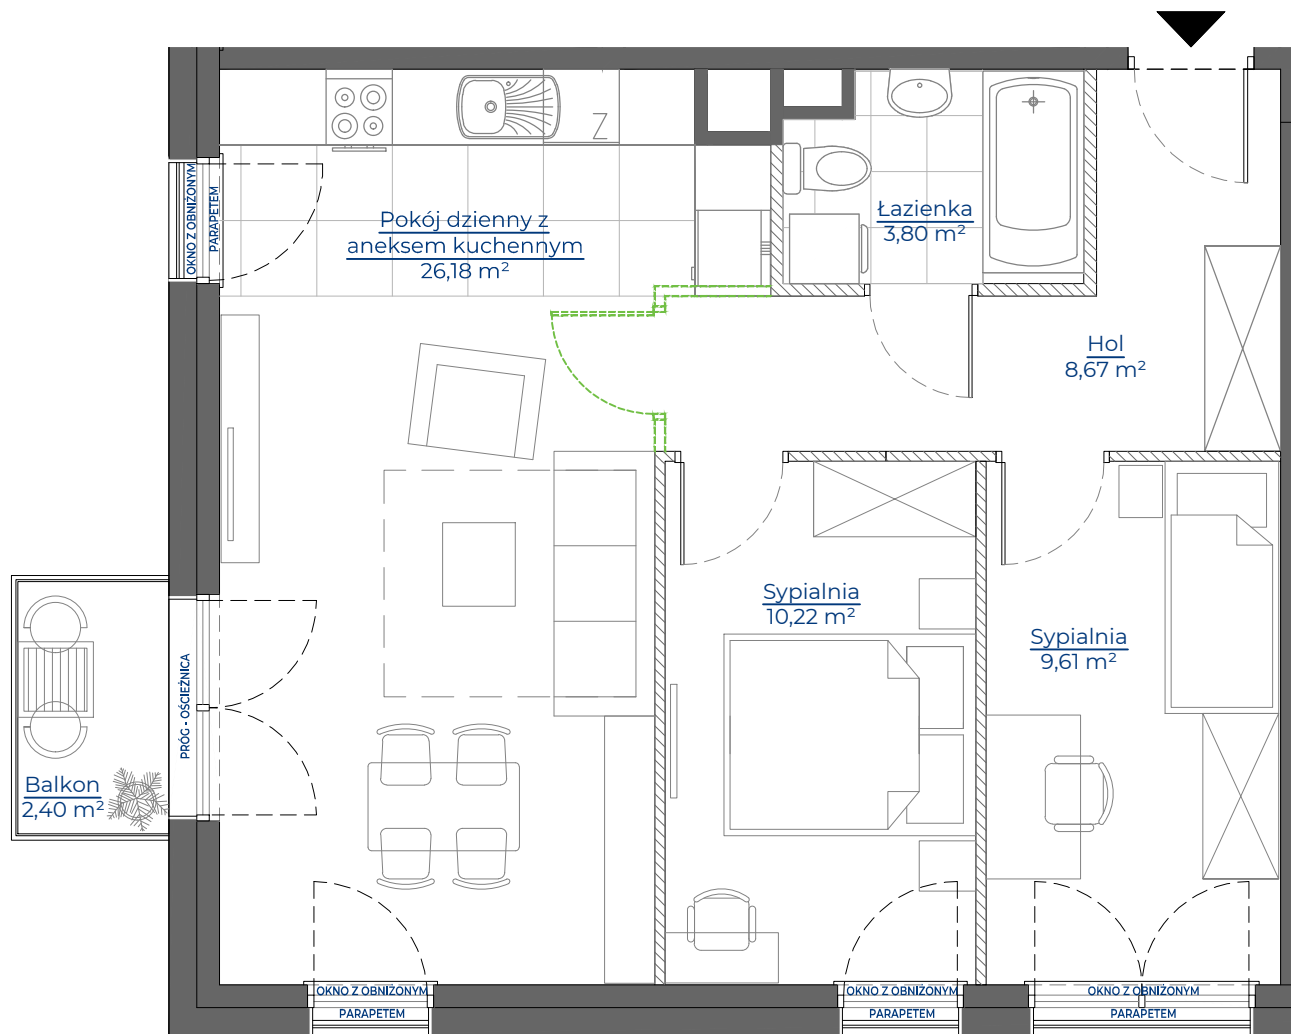 Z
OKNO Z OBNIŻONYM
PARAPETEM
Pokój dzienny z
aneksem kuchennym
26,18 m²
Łazienka
3,80 m²
Hol
8,67 m²
Sypialnia
10,22 m²
Sypialnia
9,61 m²
PRÓG - OŚCIEŻNICA
Balkon
2,40 m²
OKNO Z OBNIŻONYM
PARAPETEM
OKNO Z OBNIŻONYM
PARAPETEM
OKNO Z OBNIŻONYM
PARAPETEM